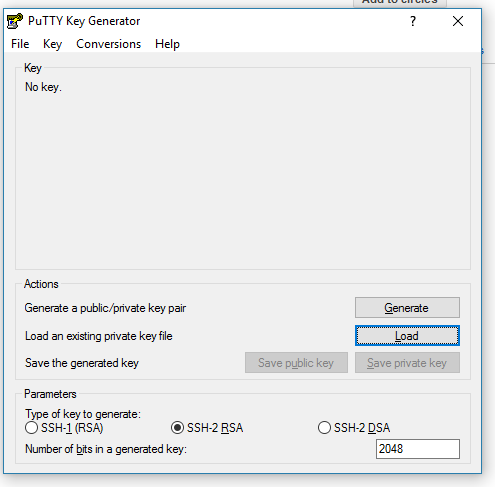 Add to circles
PuTTY Key Generator
File Key Conversions Help
Key
No key.
Actions
Generate a public/private key pair Generate
Load an existing private key file Load
Save the generated key Save public key Save private key
Parameters
Type of key to generate:
SSH-1 (RSA) SSH-2 RSA SSH-2 DSA
Number of bits in a generated key: 2048